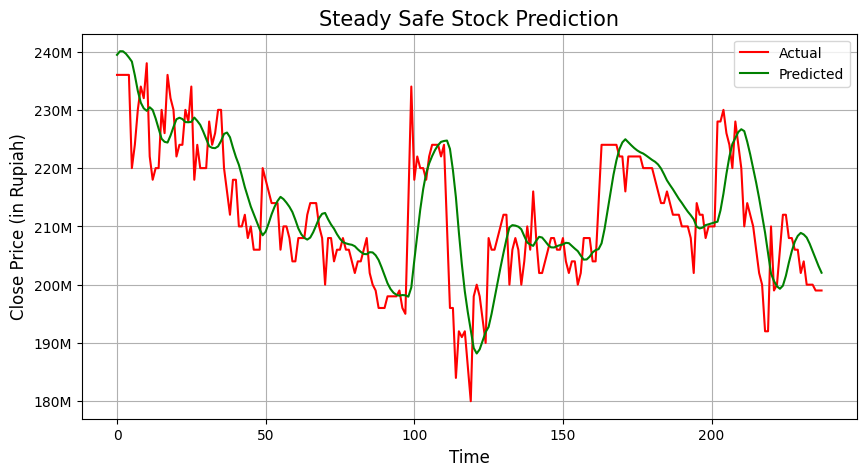 Steady Safe Stock Prediction
Actual
Predicted
240M
230M
220M
210M
200M
190M
180M
Close Price (in Rupiah)
0
50
100
150
200
Time